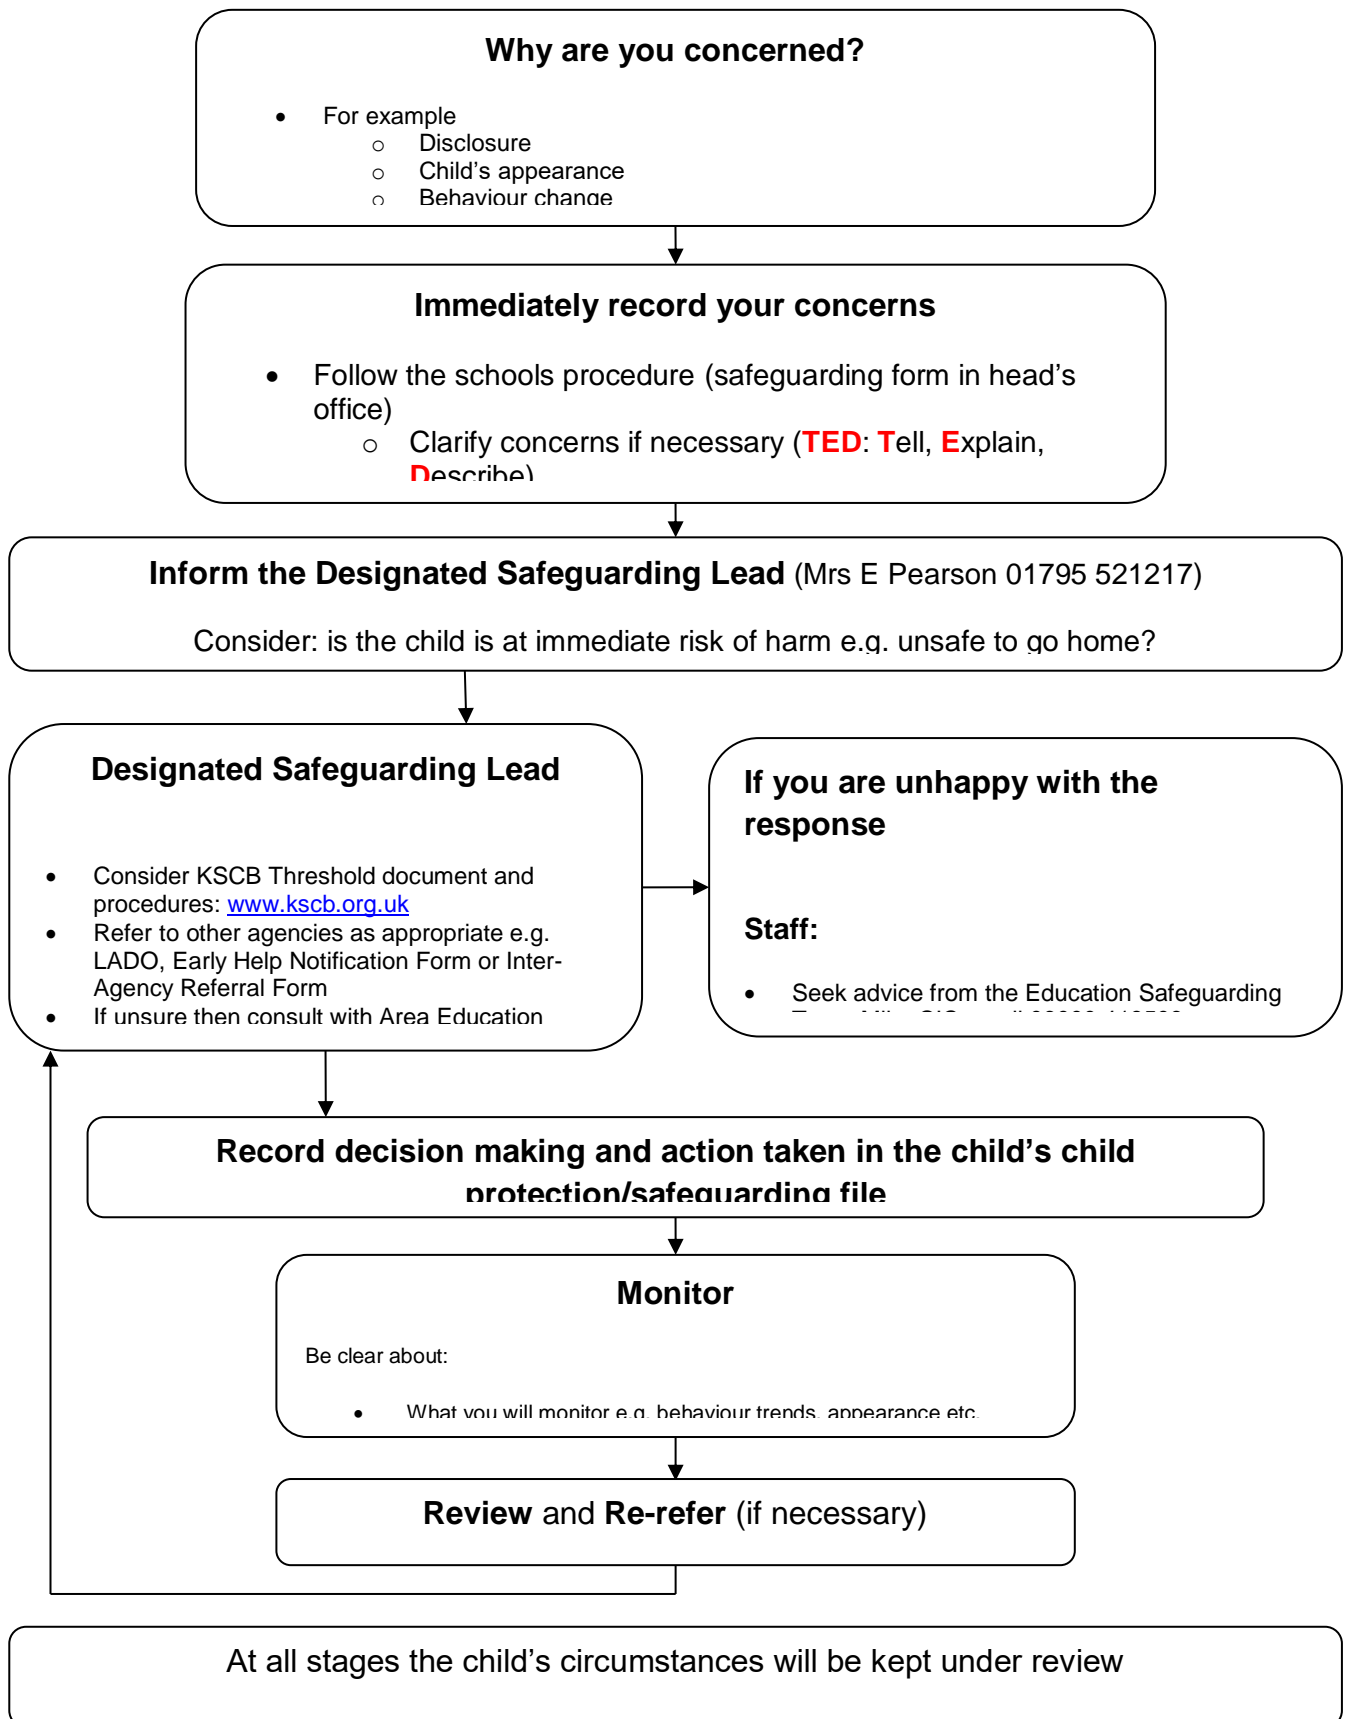 Why are you concerned?
• For example
o Disclosure
o Child's appearance
o Behaviour change
Immediately record your concerns
• Follow the schools procedure (safeguarding form in head's
office)
o Clarify concerns if necessary (TED: Tell, Explain,
Describe)
Inform the Designated Safeguarding Lead (Mrs E Pearson 01795 521217)
Consider: is the child is at immediate risk of harm e.g. unsafe to go home?
Designated Safeguarding Lead
• Consider KSCB Threshold document and
procedures: www.kscb.org.uk
• Refer to other agencies as appropriate e.g.
LADO, Early Help Notification Form or Inter-
Agency Referral Form
• If unsure then consult with Area Education
If you are unhappy with the
response
Staff:
• Seek advice from the Education Safeguarding
Record decision making and action taken in the child's child
protection/safeguarding file
Monitor
Be clear about:
• What you will monitor e.g. behaviour trends, appearance etc.
Review and Re-refer (if necessary)
At all stages the child's circumstances will be kept under review